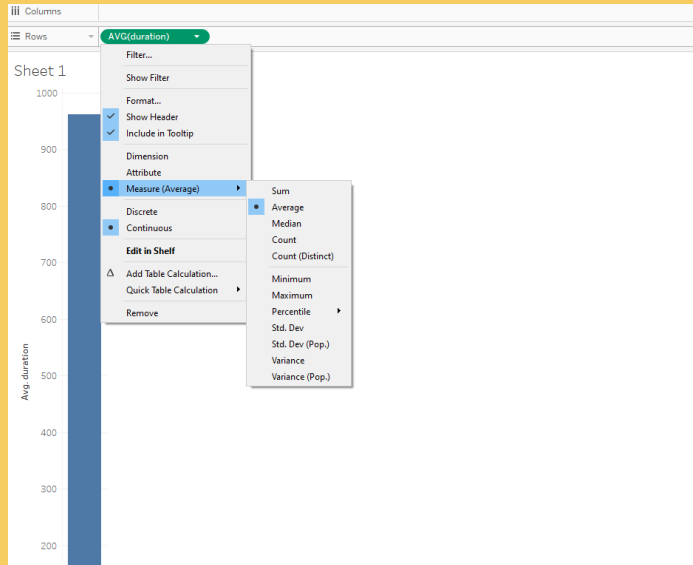 Columns
Rows
AVG(duration)
Sheet 1
Filter...
Show Filter
Format...
Show Header
Include in Tooltip
Dimension
Attribute
Measure (Average)
Discrete
Continuous
Edit in Shelf
Add Table Calculation...
Quick Table Calculation
Remove
Sum
Average
Median
Count
Count (Distinct)
Minimum
Maximum
Percentile
Std. Dev
Std. Dev (Pop.)
Variance
Variance (Pop.)
Avg. duration
1000
900
800
700
600
500
400
300
200